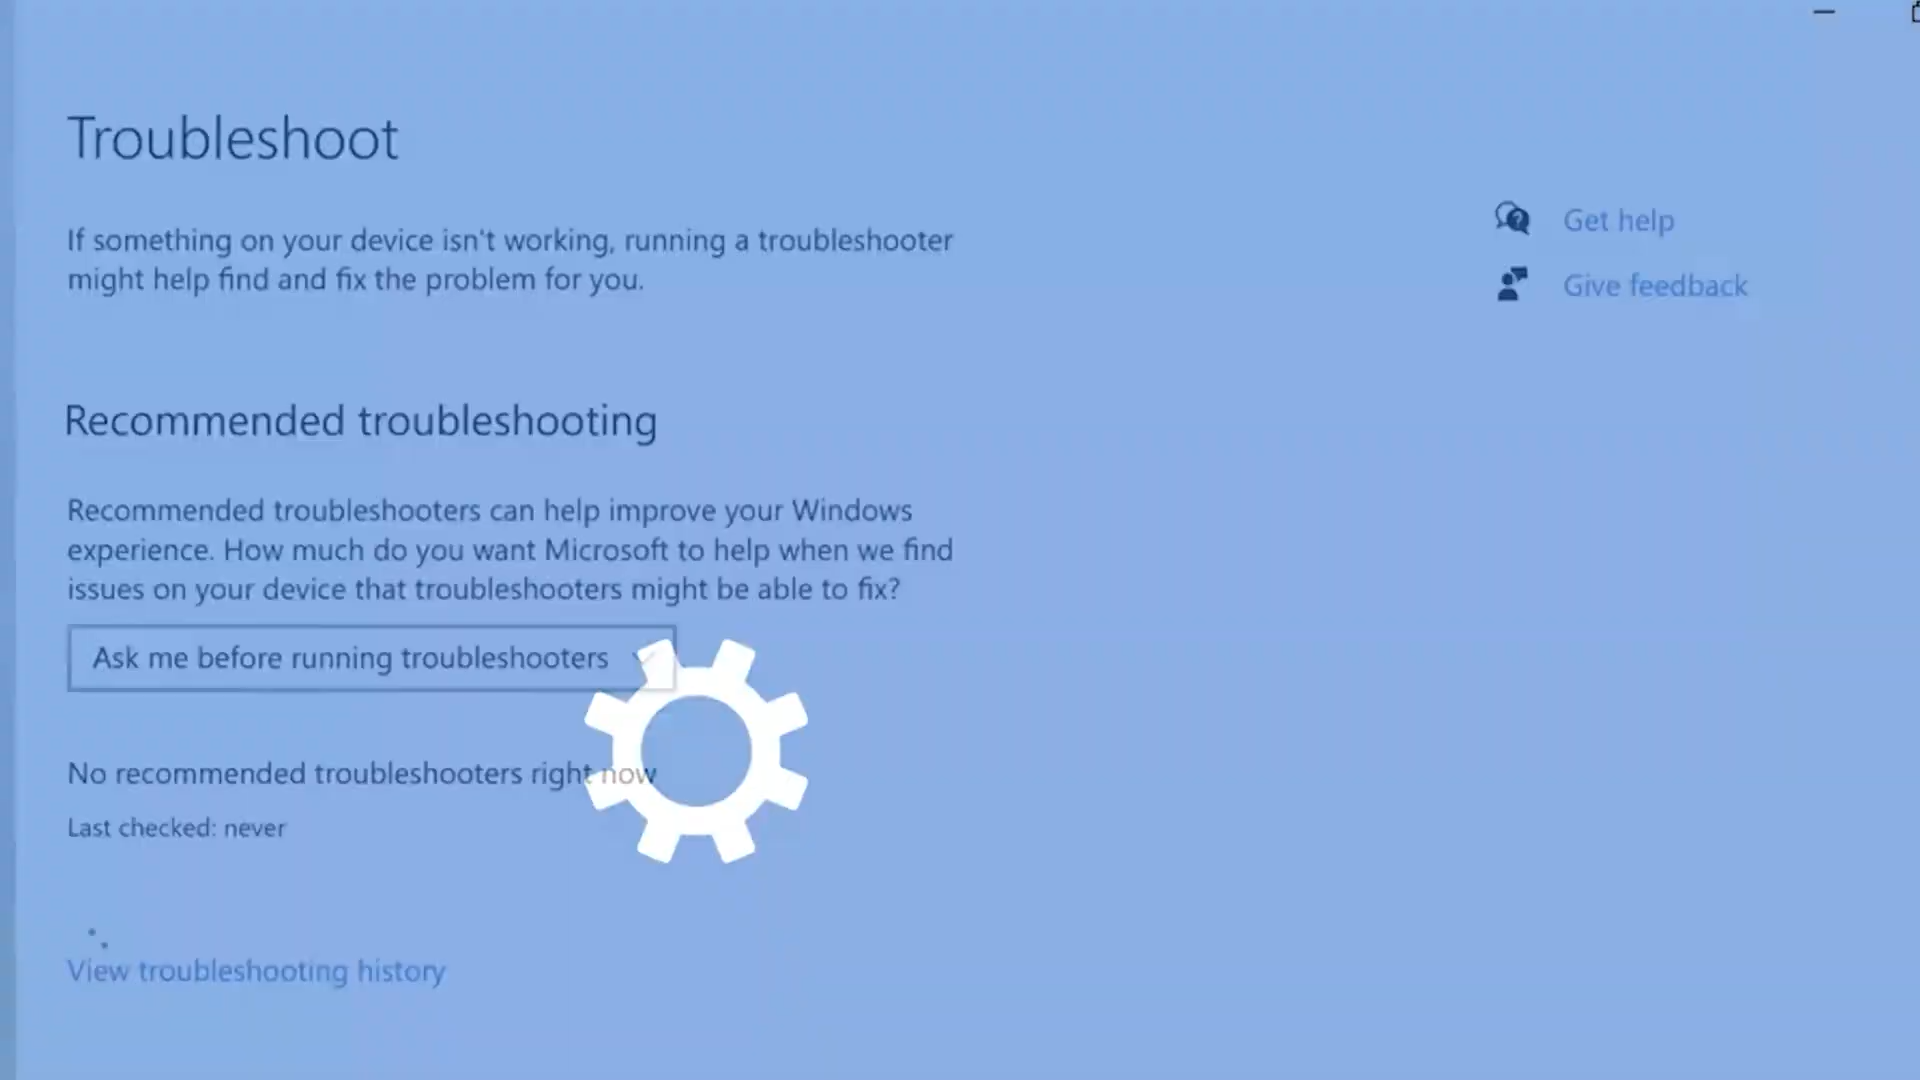 Troubleshoot
If something on your device isn't working, running a troubleshooter
might help find and fix the problem for you.
Get help
Give feedback
Recommended troubleshooting
Recommended troubleshooters can help improve your Windows
experience. How much do you want Microsoft to help when we find
issues on your device that troubleshooters might be able to fix?
Ask me before running troubleshooters
No recommended troubleshooters right now
Last checked: never
View troubleshooting history